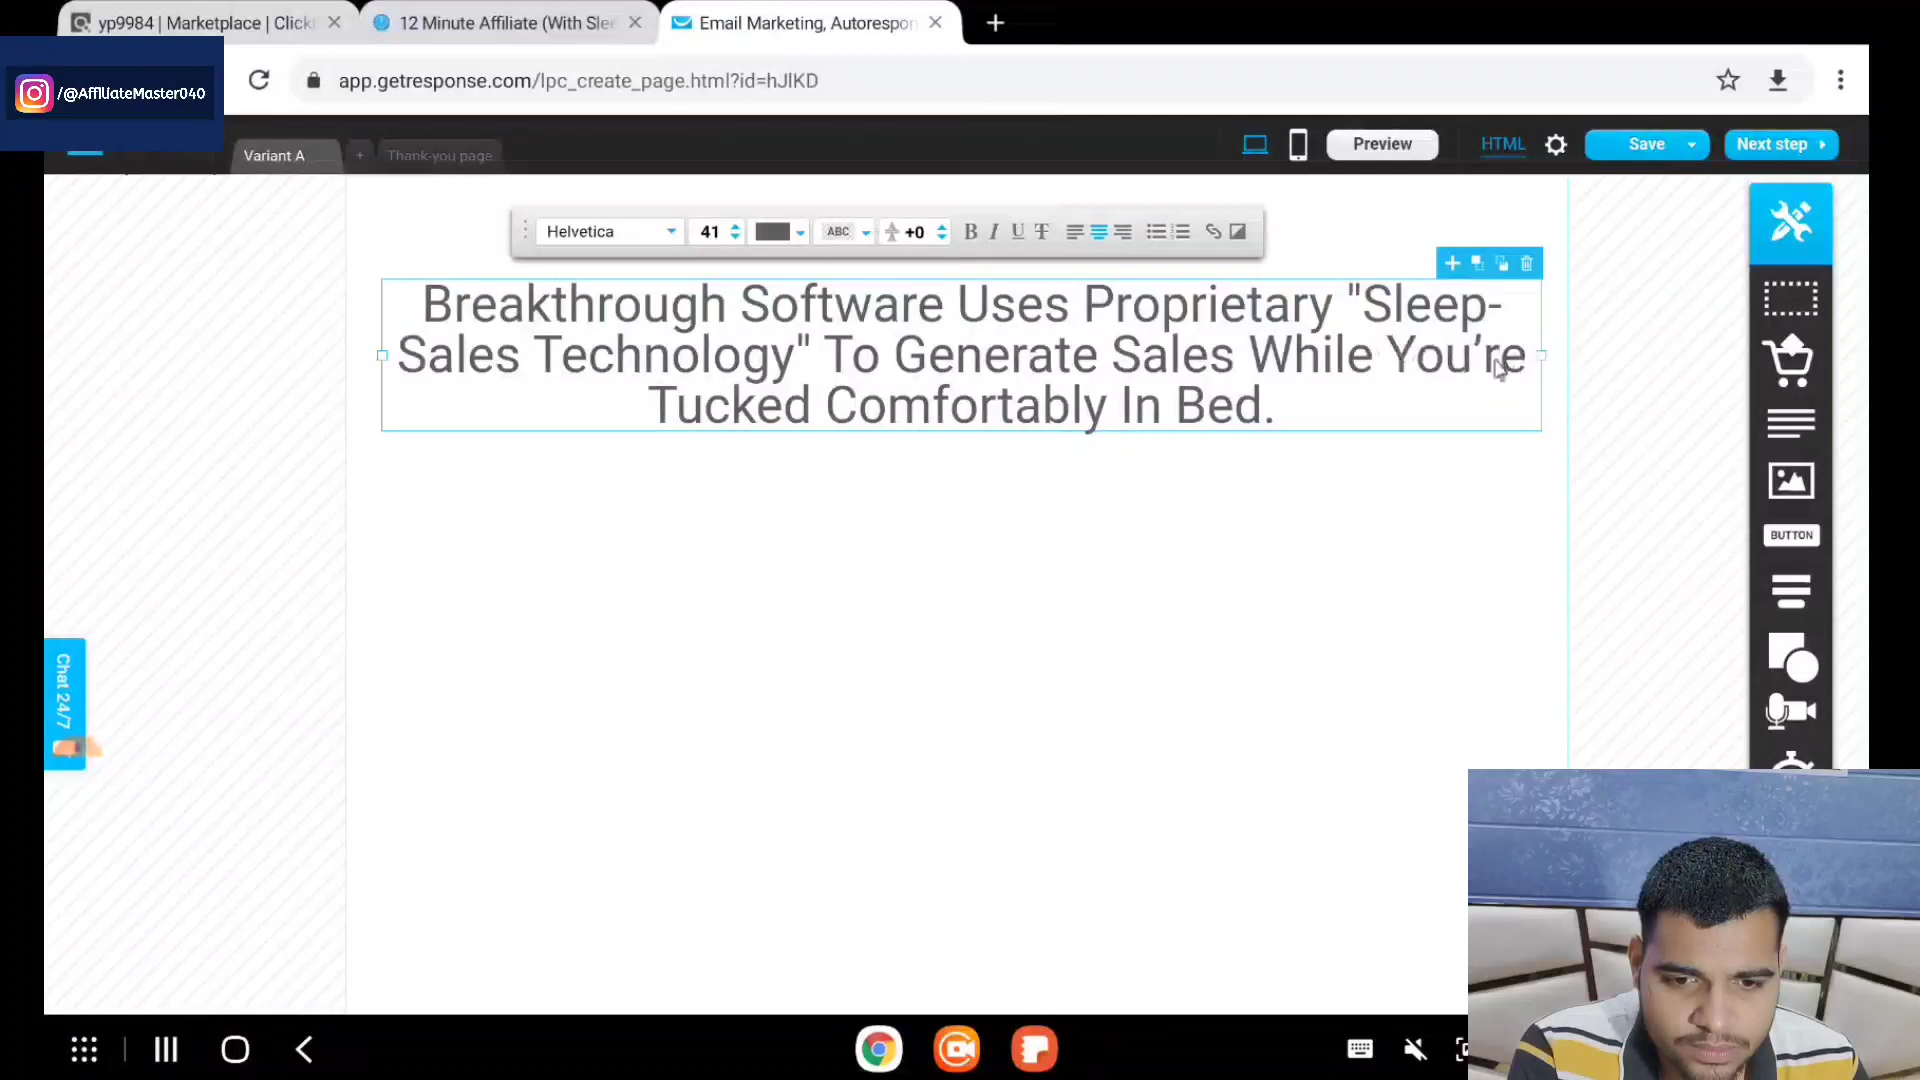 yp9984 | Marketplace | Click
12 Minute Affiliate (With Slee
Email Marketing, Autorespon
/@AffiliateMaster040
app.getresponse.com/lpc_create_page.html?id=hJlKD
Variant A
+
Thank-you page
Preview
HTML
Save
Next step
Helvetica
41
ABC
+0
B I U T
Breakthrough Software Uses Proprietary "Sleep-
Sales Technology" To Generate Sales While You’re
Tucked Comfortably In Bed.
BUTTON
Chat 24/7